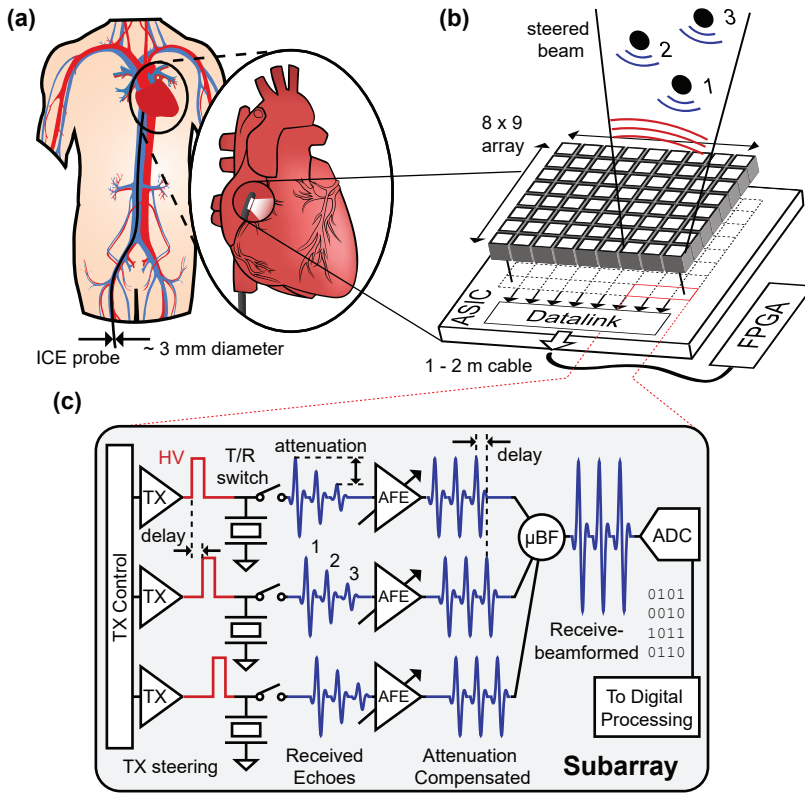 (a)
ICE probe
~ 3 mm diameter
(b)
steered
beam
1
2
3
8 x 9
array
ASIC
Datalink
FPGA
1 - 2 m cable
(c)
TX Control
TX
HV
T/R
switch
attenuation
AFE
delay
delay
TX
1
2
3
AFE
µBF
ADC
0101
0010
1011
0110
Receive-
beamformed
TX
AFE
To Digital
Processing
TX steering
Received
Echoes
Attenuation
Compensated
Subarray